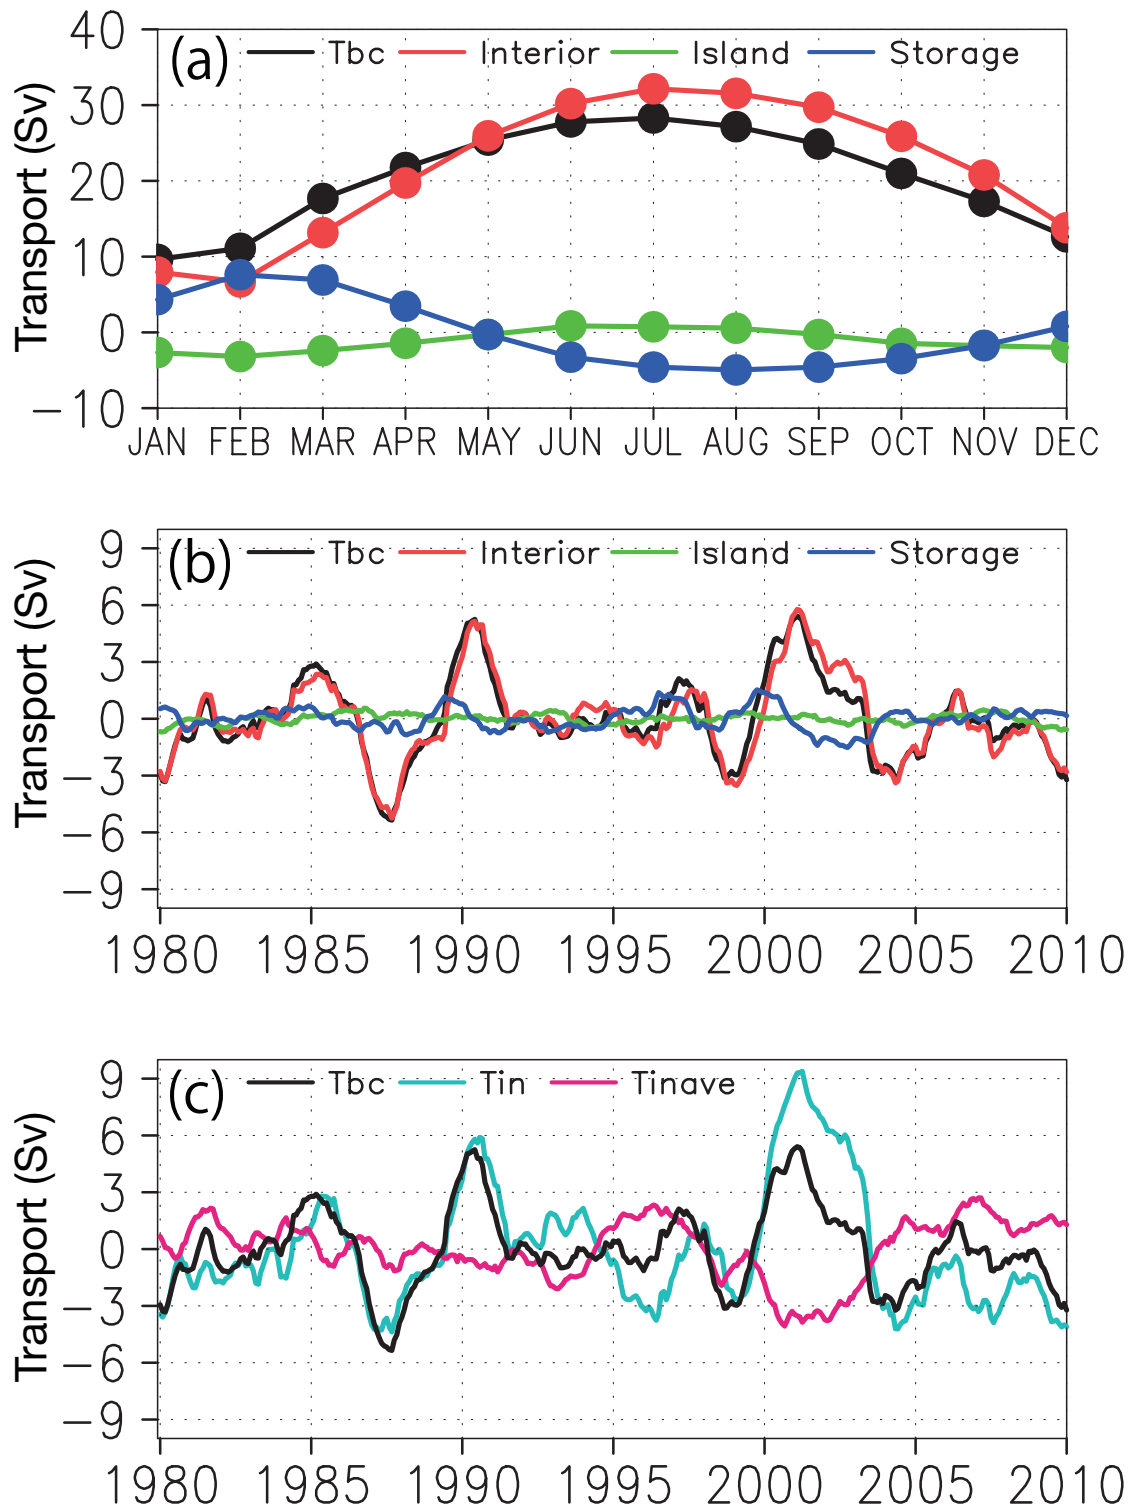 40
(a) Tbc Interior Island Storage
30
20
10
0
-10
Transport (Sv)
JAN FEB MAR APR MAY JUN JUL AUG SEP OCT NOV DEC
9
(b) Tbc Interior Island Storage
6
3
0
-3
-6
-9
Transport (Sv)
1980 1985 1990 1995 2000 2005 2010
9
(c) Tbc Tin Tinave
6
3
0
-3
-6
-9
Transport (Sv)
1980 1985 1990 1995 2000 2005 2010